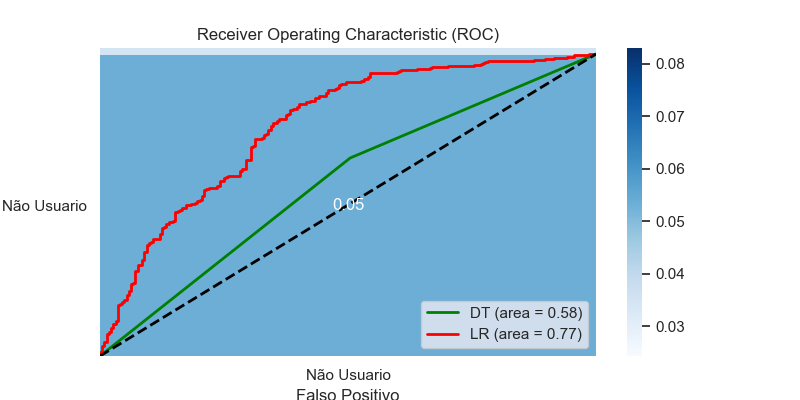 Receiver Operating Characteristic (ROC)
0.08
0.07
0.06
0.05
0.04
0.03
Não Usuario
0.05
DT (area = 0.58)
LR (area = 0.77)
Não Usuario
Falso Positivo